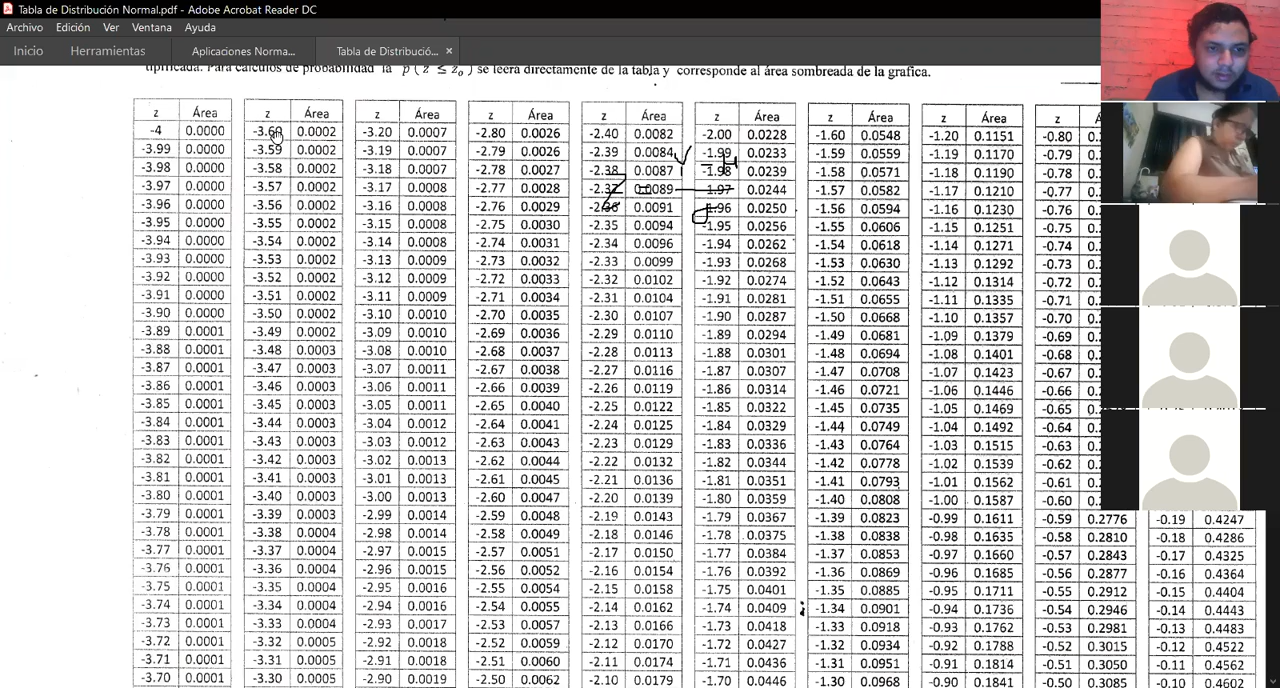 Tabla de Distribución Normal.pdf - Adobe Acrobat Reader DC
Archivo Edición Ver Ventana Ayuda
Inicio Herramientas Aplicaciones Norma... Tabla de Distribució... ×
tipificada. Para cálculos de probabilidad la p ( z ≤ zₒ ) se leerá directamente de la tabla y corresponde al área sombreada de la grafica.
z Área z Área z Área z Área z Área z Área z Área z Área z
-4 0.0000 -3.60 0.0002 -3.20 0.0007 -2.80 0.0026 -2.40 0.0082 -2.00 0.0228 -1.60 0.0548 -1.20 0.1151 -0.80
-3.99 0.0000 -3.59 0.0002 -3.19 0.0007 -2.79 0.0026 -2.39 0.0084 -1.99 0.0233 -1.59 0.0559 -1.19 0.1170 -0.79
-3.98 0.0000 -3.58 0.0002 -3.18 0.0007 -2.78 0.0027 -2.38 0.0087 -1.98 0.0239 -1.58 0.0571 -1.18 0.1190 -0.78
-3.97 0.0000 -3.57 0.0002 -3.17 0.0008 -2.77 0.0028 -2.37 0.0089 -1.97 0.0244 -1.57 0.0582 -1.17 0.1210 -0.77
-3.96 0.0000 -3.56 0.0002 -3.16 0.0008 -2.76 0.0029 -2.36 0.0091 -1.96 0.0250 -1.56 0.0594 -1.16 0.1230 -0.76
-3.95 0.0000 -3.55 0.0002 -3.15 0.0008 -2.75 0.0030 -2.35 0.0094 -1.95 0.0256 -1.55 0.0606 -1.15 0.1251 -0.75
-3.94 0.0000 -3.54 0.0002 -3.14 0.0008 -2.74 0.0031 -2.34 0.0096 -1.94 0.0262 -1.54 0.0618 -1.14 0.1271 -0.74
-3.93 0.0000 -3.53 0.0002 -3.13 0.0009 -2.73 0.0032 -2.33 0.0099 -1.93 0.0268 -1.53 0.0630 -1.13 0.1292 -0.73
-3.92 0.0000 -3.52 0.0002 -3.12 0.0009 -2.72 0.0033 -2.32 0.0102 -1.92 0.0274 -1.52 0.0643 -1.12 0.1314 -0.72
-3.91 0.0000 -3.51 0.0002 -3.11 0.0009 -2.71 0.0034 -2.31 0.0104 -1.91 0.0281 -1.51 0.0655 -1.11 0.1335 -0.71
-3.90 0.0000 -3.50 0.0002 -3.10 0.0010 -2.70 0.0035 -2.30 0.0107 -1.90 0.0287 -1.50 0.0668 -1.10 0.1357 -0.70
-3.89 0.0001 -3.49 0.0002 -3.09 0.0010 -2.69 0.0036 -2.29 0.0110 -1.89 0.0294 -1.49 0.0681 -1.09 0.1379 -0.69
-3.88 0.0001 -3.48 0.0003 -3.08 0.0010 -2.68 0.0037 -2.28 0.0113 -1.88 0.0301 -1.48 0.0694 -1.08 0.1401 -0.68
-3.87 0.0001 -3.47 0.0003 -3.07 0.0011 -2.67 0.0038 -2.27 0.0116 -1.87 0.0307 -1.47 0.0708 -1.07 0.1423 -0.67
-3.86 0.0001 -3.46 0.0003 -3.06 0.0011 -2.66 0.0039 -2.26 0.0119 -1.86 0.0314 -1.46 0.0721 -1.06 0.1446 -0.66
-3.85 0.0001 -3.45 0.0003 -3.05 0.0011 -2.65 0.0040 -2.25 0.0122 -1.85 0.0322 -1.45 0.0735 -1.05 0.1469 -0.65
-3.84 0.0001 -3.44 0.0003 -3.04 0.0012 -2.64 0.0041 -2.24 0.0125 -1.84 0.0329 -1.44 0.0749 -1.04 0.1492 -0.64
-3.83 0.0001 -3.43 0.0003 -3.03 0.0012 -2.63 0.0043 -2.23 0.0129 -1.83 0.0336 -1.43 0.0764 -1.03 0.1515 -0.63
-3.82 0.0001 -3.42 0.0003 -3.02 0.0013 -2.62 0.0044 -2.22 0.0132 -1.82 0.0344 -1.42 0.0778 -1.02 0.1539 -0.62
-3.81 0.0001 -3.41 0.0003 -3.01 0.0013 -2.61 0.0045 -2.21 0.0136 -1.81 0.0351 -1.41 0.0793 -1.01 0.1562 -0.61
-3.80 0.0001 -3.40 0.0003 -3.00 0.0013 -2.60 0.0047 -2.20 0.0139 -1.80 0.0359 -1.40 0.0808 -1.00 0.1587 -0.60
-3.79 0.0001 -3.39 0.0003 -2.99 0.0014 -2.59 0.0048 -2.19 0.0143 -1.79 0.0367 -1.39 0.0823 -0.99 0.1611 -0.59 0.2776 -0.19 0.4247
-3.78 0.0001 -3.38 0.0004 -2.98 0.0014 -2.58 0.0049 -2.18 0.0146 -1.78 0.0375 -1.38 0.0838 -0.98 0.1635 -0.58 0.2810 -0.18 0.4286
-3.77 0.0001 -3.37 0.0004 -2.97 0.0015 -2.57 0.0051 -2.17 0.0150 -1.77 0.0384 -1.37 0.0853 -0.97 0.1660 -0.57 0.2843 -0.17 0.4325
-3.76 0.0001 -3.36 0.0004 -2.96 0.0015 -2.56 0.0052 -2.16 0.0154 -1.76 0.0392 -1.36 0.0869 -0.96 0.1685 -0.56 0.2877 -0.16 0.4364
-3.75 0.0001 -3.35 0.0004 -2.95 0.0016 -2.55 0.0054 -2.15 0.0158 -1.75 0.0401 -1.35 0.0885 -0.95 0.1711 -0.55 0.2912 -0.15 0.4404
-3.74 0.0001 -3.34 0.0004 -2.94 0.0016 -2.54 0.0055 -2.14 0.0162 -1.74 0.0409 -1.34 0.0901 -0.94 0.1736 -0.54 0.2946 -0.14 0.4443
-3.73 0.0001 -3.33 0.0004 -2.93 0.0017 -2.53 0.0057 -2.13 0.0166 -1.73 0.0418 -1.33 0.0918 -0.93 0.1762 -0.53 0.2981 -0.13 0.4483
-3.72 0.0001 -3.32 0.0005 -2.92 0.0018 -2.52 0.0059 -2.12 0.0170 -1.72 0.0427 -1.32 0.0934 -0.92 0.1788 -0.52 0.3015 -0.12 0.4522
-3.71 0.0001 -3.31 0.0005 -2.91 0.0018 -2.51 0.0060 -2.11 0.0174 -1.71 0.0436 -1.31 0.0951 -0.91 0.1814 -0.51 0.3050 -0.11 0.4562
-3.70 0.0001 -3.30 0.0005 -2.90 0.0019 -2.50 0.0062 -2.10 0.0179 -1.70 0.0446 -1.30 0.0968 -0.90 0.1841 -0.50 0.3085 -0.10 0.4602